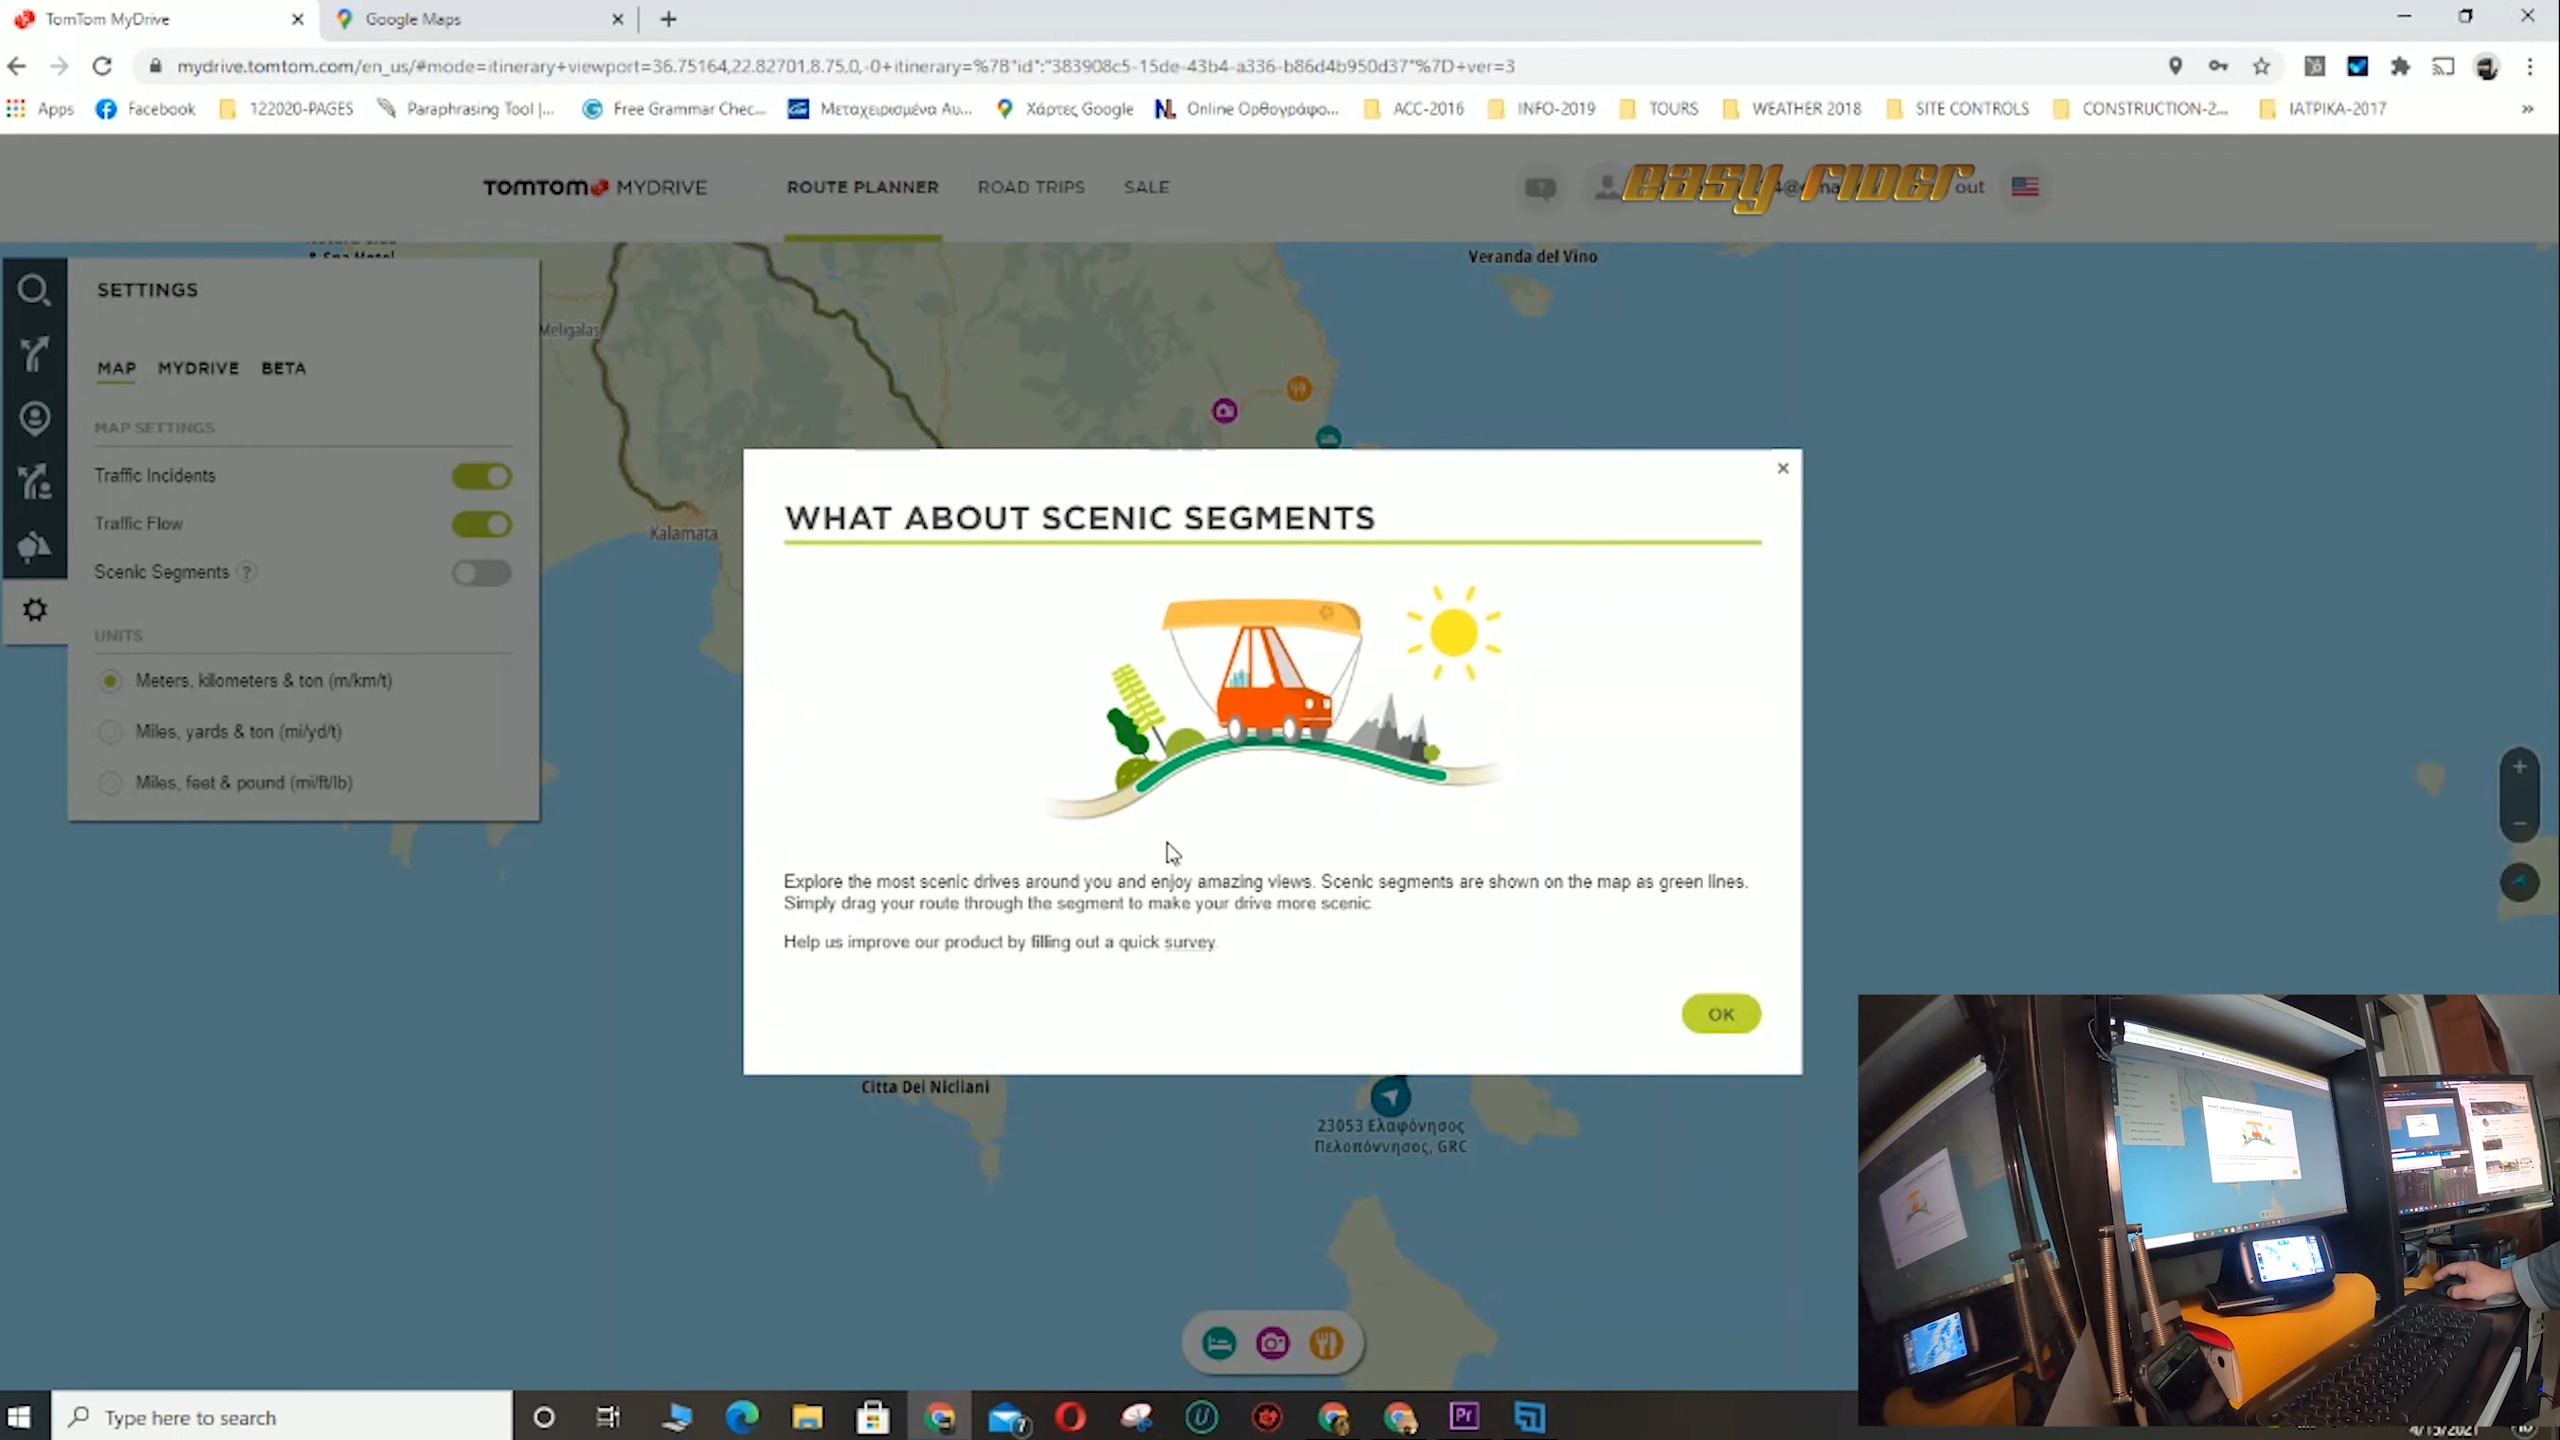 TomTom MyDrive
Google Maps
mydrive.tomtom.com/en_us/#mode=itinerary+viewport=36.75164,22.82701,8.75,0,-0+itinerary=%7B"id":"383908c5-15de-43b4-a336-b86d4b950d37"%7D+ver=3
Apps Facebook 122020-PAGES Paraphrasing Tool |... Free Grammar Chec... Μεταχειρισμένα Αυ... Χάρτες Google Online Ορθογράφο... ACC-2016 INFO-2019 TOURS WEATHER 2018 SITE CONTROLS CONSTRUCTION-2... ΙΑΤΡΙΚΑ-2017 »
TOMTOM MYDRIVE ROUTE PLANNER ROAD TRIPS SALE
easy rider
out
& Spa Hotel
Veranda del Vino
SETTINGS
Meligalas
MAP MYDRIVE BETA
MAP SETTINGS
Traffic Incidents
Traffic Flow
Scenic Segments ?
Kalamata
UNITS
Meters, kilometers & ton (m/km/t)
Miles, yards & ton (mi/yd/t)
Miles, feet & pound (mi/ft/lb)
WHAT ABOUT SCENIC SEGMENTS
Explore the most scenic drives around you and enjoy amazing views. Scenic segments are shown on the map as green lines.
Simply drag your route through the segment to make your drive more scenic
Help us improve our product by filling out a quick survey.
OK
Citta Dei Nicliani
23053 Ελαφόνησος
Πελοπόννησος, GRC
Type here to search
4/15/2021